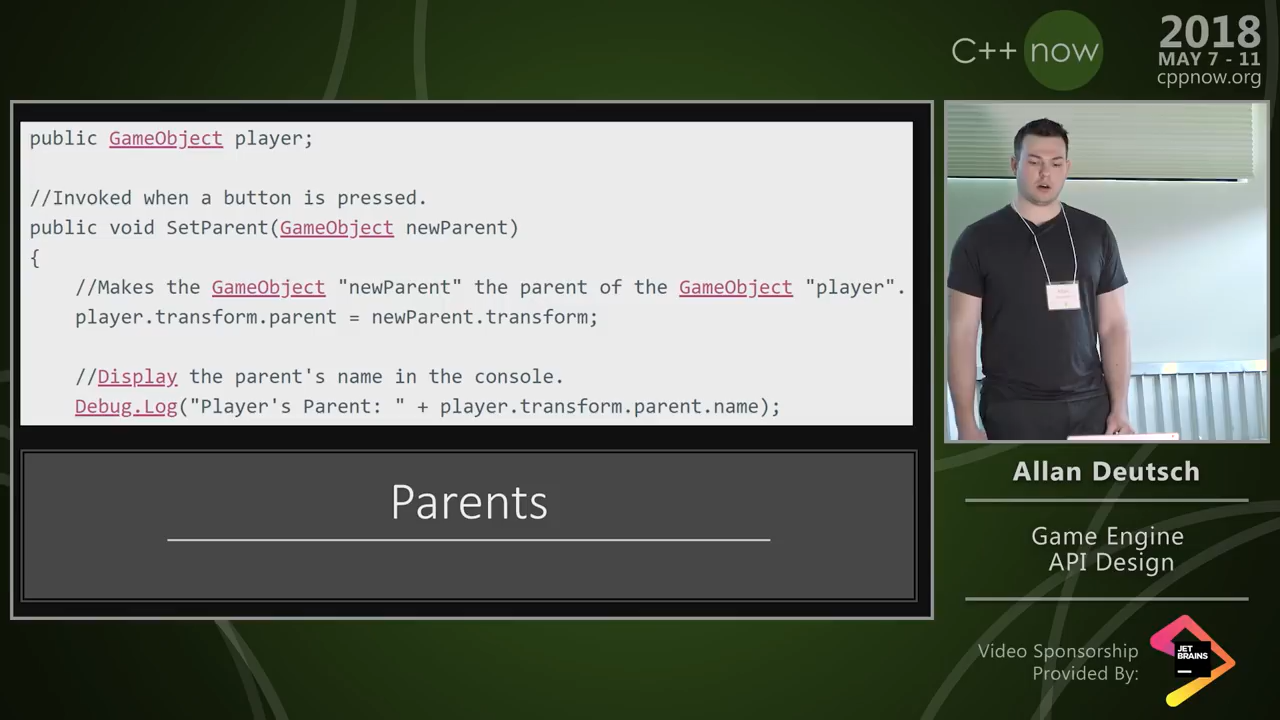 C++ now
2018
MAY 7 - 11
cppnow.org
public GameObject player;
//Invoked when a button is pressed.
public void SetParent(GameObject newParent)
{
//Makes the GameObject "newParent" the parent of the GameObject "player".
player.transform.parent = newParent.transform;
//Display the parent's name in the console.
Debug.Log("Player's Parent: " + player.transform.parent.name);
Parents
Allan Deutsch
Game Engine
API Design
Video Sponsorship
Provided By:
JET
BRAINS